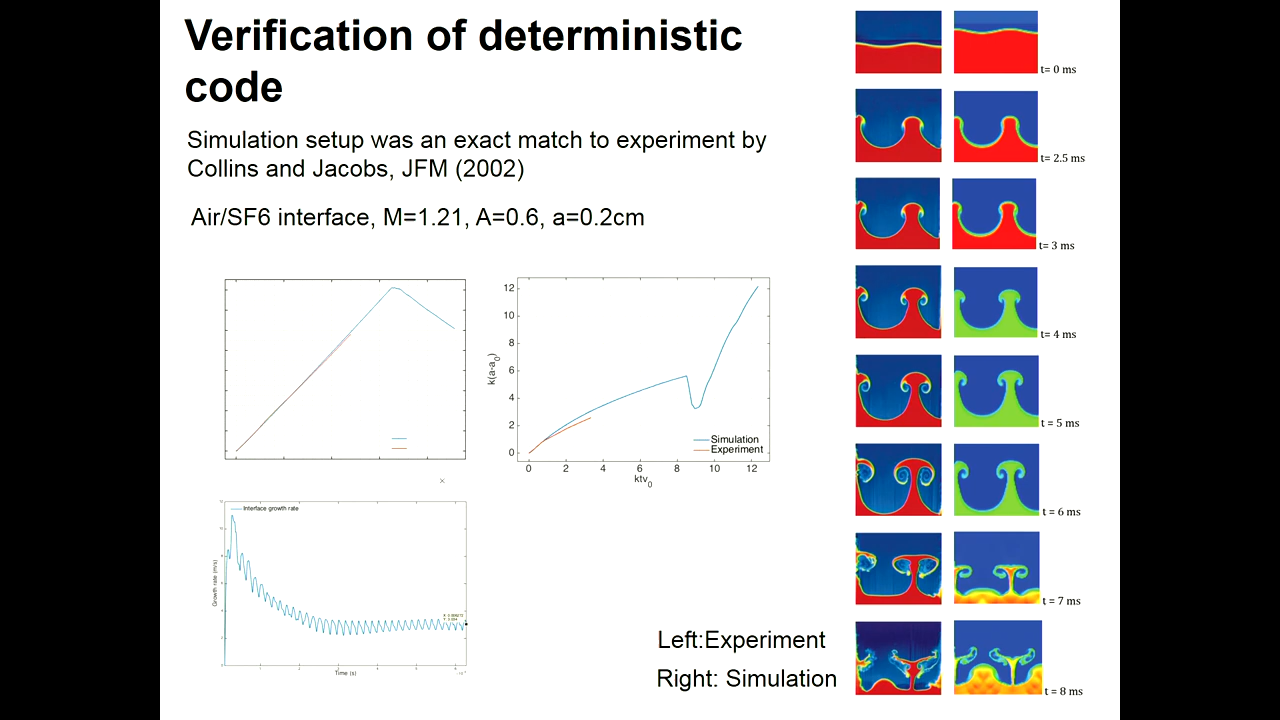 Verification of deterministic
code
Simulation setup was an exact match to experiment by
Collins and Jacobs, JFM (2002)
Air/SF6 interface, M=1.21, A=0.6, a=0.2cm
12
10
8
6
4
2
0
k(a-a0)
Simulation
Experiment
0 2 4 6 8 10 12
ktv0
Interface growth rate
Growth rate (m/s)
Time (s)
Left:Experiment
Right: Simulation
t= 0 ms
t= 2.5 ms
t= 3 ms
t= 4 ms
t= 5 ms
t = 6 ms
t = 7 ms
t = 8 ms